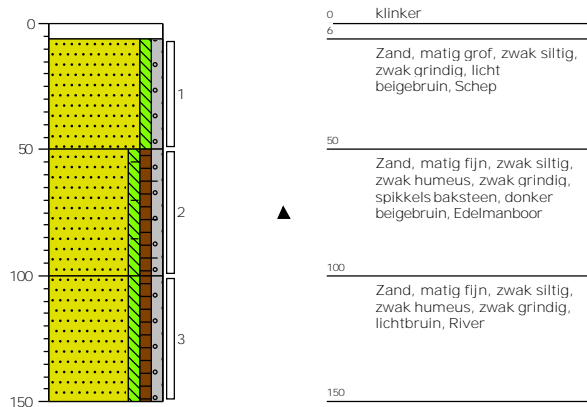 0
50
100
150
1
2
3
0
klinker
6
Zand, matig grof, zwak siltig,
zwak grindig, licht
beigebruin, Schep
50
Zand, matig fijn, zwak siltig,
zwak humeus, zwak grindig,
spikkels baksteen, donker
beigebruin, Edelmanboor
100
Zand, matig fijn, zwak siltig,
zwak humeus, zwak grindig,
lichtbruin, River
150